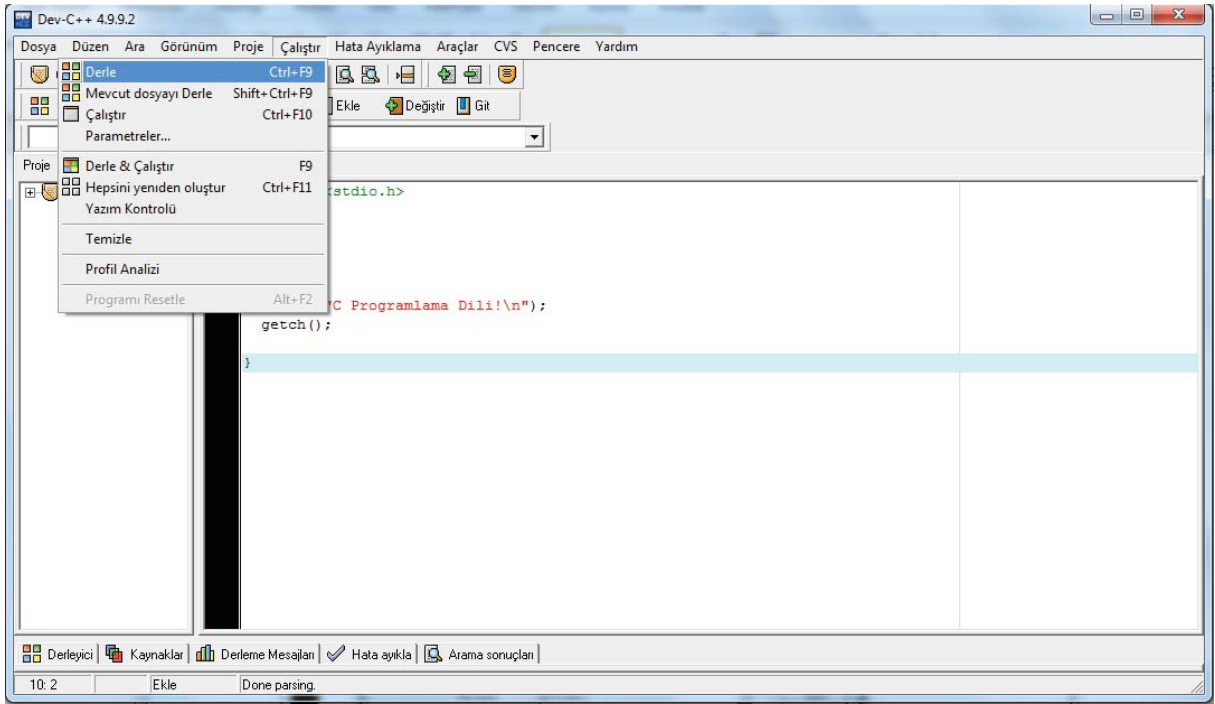 Dev-C++ 4.9.9.2
Dosya Düzen Ara Görünüm Proje Çalıştır Hata Ayıklama Araçlar CVS Pencere Yardım
Derle Ctrl+F9
Mevcut dosyayı Derle Shift+Ctrl+F9
Ekle Değiştir Git
Çalıştır Ctrl+F10
Parametreler...
Proje
Derle & Çalıştır F9
Hepsini yeniden oluştur Ctrl+F11
stdio.h>
Yazım Kontrolü
Temizle
Profil Analizi
Programı Resetle Alt+F2
C Programlama Dili!\n");
getch();
}
Derleyici Kaynaklar Derleme Mesajları Hata ayıkla Arama sonuçları
10: 2 Ekle Done parsing.